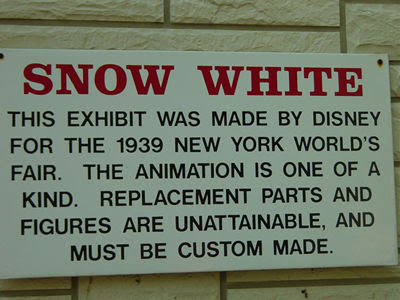 SNOW WHITE
THIS EXHIBIT WAS MADE BY DISNEY
FOR THE 1939 NEW YORK WORLD'S
FAIR. THE ANIMATION IS ONE OF A
KIND. REPLACEMENT PARTS AND
FIGURES ARE UNATTAINABLE, AND
MUST BE CUSTOM MADE.